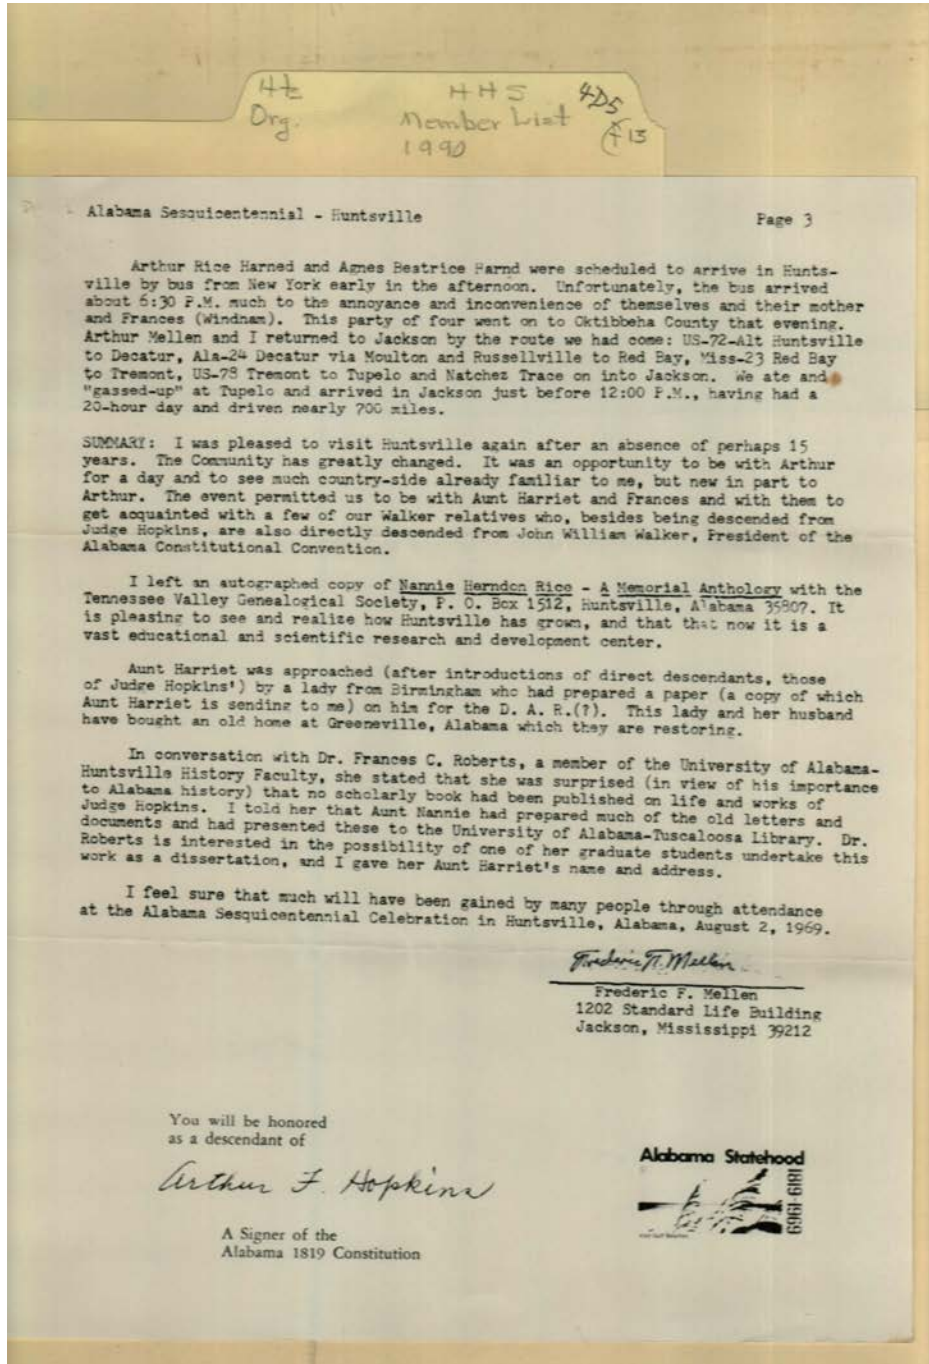 Hts HHS 4D5
Org. Member List F13
1990
Alabama Sesquicentennial - Huntsville Page 3
Arthur Rice Harned and Agnes Beatrice Harnd were scheduled to arrive in Hunts-
ville by bus from New York early in the afternoon. Unfortunately, the bus arrived
about 6:30 P.M. much to the annoyance and inconvenience of themselves and their mother
and Frances (Windham). This party of four went on to Oktibbeha County that evening.
Arthur Mellen and I returned to Jackson by the route we had come: US-72-Alt Huntsville
to Decatur, Ala-24 Decatur via Moulton and Russellville to Red Bay, Miss-23 Red Bay
to Tremont, US-78 Tremont to Tupelo and Natchez Trace on into Jackson. We ate and
"gassed-up" at Tupelo and arrived in Jackson just before 12:00 P.M., having had a
20-hour day and driven nearly 700 miles.
SUMMARY: I was pleased to visit Huntsville again after an absence of perhaps 15
years. The Community has greatly changed. It was an opportunity to be with Arthur
for a day and to see much country-side already familiar to me, but new in part to
Arthur. The event permitted us to be with Aunt Harriet and Frances and with them to
get acquainted with a few of our Walker relatives who, besides being descended from
Judge Hopkins, are also directly descended from John William Walker, President of the
Alabama Constitutional Convention.
I left an autographed copy of Nannie Herndon Rice - A Memorial Anthology with the
Tennessee Valley Genealogical Society, P. O. Box 1512, Huntsville, Alabama 35807. It
is pleasing to see and realize how Huntsville has grown, and that that now it is a
vast educational and scientific research and development center.
Aunt Harriet was approached (after introductions of direct descendants, those
of Judge Hopkins') by a lady from Birmingham who had prepared a paper (a copy of which
Aunt Harriet is sending to me) on him for the D. A. R.(?). This lady and her husband
have bought an old home at Greeneville, Alabama which they are restoring.
In conversation with Dr. Frances C. Roberts, a member of the University of Alabama-
Huntsville History Faculty, she stated that she was surprised (in view of his importance
to Alabama history) that no scholarly book had been published on life and works of
Judge Hopkins. I told her that Aunt Nannie had prepared much of the old letters and
documents and had presented these to the University of Alabama-Tuscaloosa Library. Dr.
Roberts is interested in the possibility of one of her graduate students undertake this
work as a dissertation, and I gave her Aunt Harriet's name and address.
I feel sure that much will have been gained by many people through attendance
at the Alabama Sesquicentennial Celebration in Huntsville, Alabama, August 2, 1969.
Frederic F. Mellen
Frederic F. Mellen
1202 Standard Life Building
Jackson, Mississippi 39212
You will be honored
as a descendant of
Arthur F. Hopkins
A Signer of the
Alabama 1819 Constitution
Alabama Statehood
1819-1969